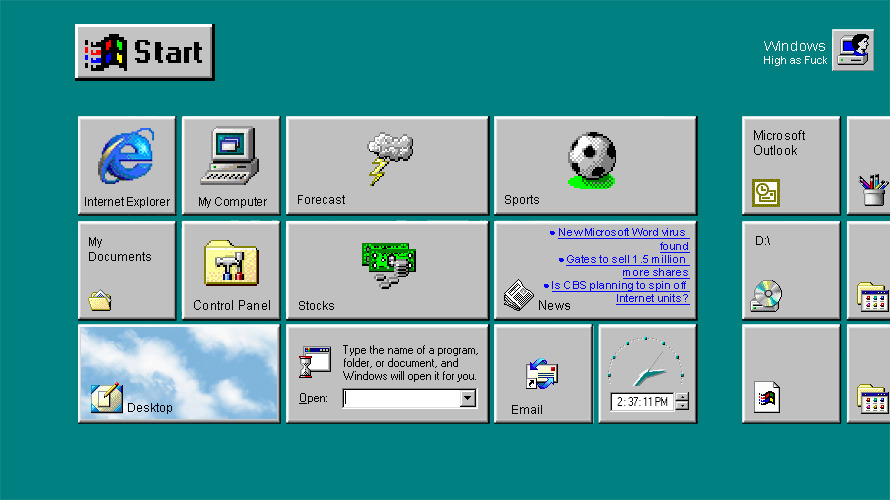 Start
Windows
High as Fuck
Internet Explorer
My Computer
Forecast
Sports
Microsoft
Outlook
My
Documents
Control Panel
Stocks
• New Microsoft Word virus
found
• Gates to sell 1.5 million
more shares
• Is CBS planning to spin off
Internet units?
News
D:\
Desktop
Type the name of a program,
folder, or document, and
Windows will open it for you.
Open:
Email
2:37:11 PM